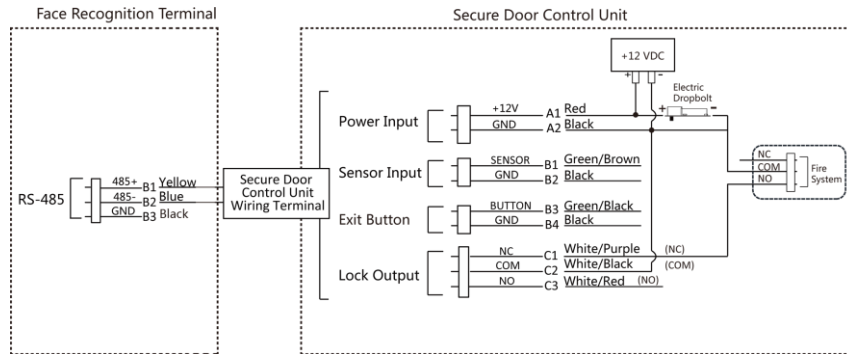 Face Recognition Terminal
Secure Door Control Unit
+12 VDC
+ -
Electric
Dropbolt
+ -
Power Input
+12V A1 Red
GND A2 Black
Sensor Input
SENSOR B1 Green/Brown
GND B2 Black
Exit Button
BUTTON B3 Green/Black
GND B4 Black
Lock Output
NC C1 White/Purple (NC)
COM C2 White/Black (COM)
NO C3 White/Red (NO)
RS-485
485+ B1 Yellow
485- B2 Blue
GND B3 Black
Secure Door
Control Unit
Wiring Terminal
NC
COM
NO
Fire
System